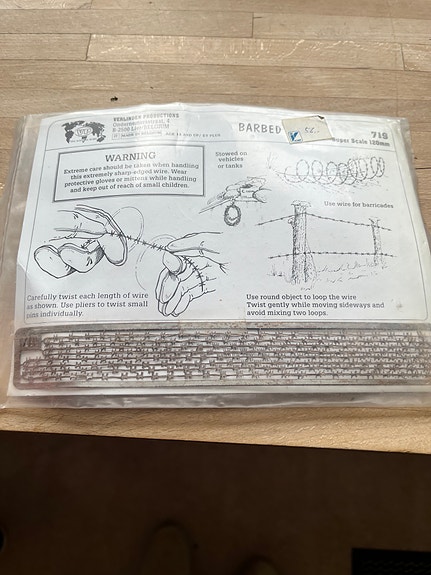 VERLINDEN PRODUCTIONS
B-2500 Lier-BELGIUM
BARBED
56.-
719
Super Scale 120mm
WARNING
Extreme care should be taken when handling
this extremely sharp-edged wire. Wear
protective gloves or mittens while handling
and keep out of reach of small children.
Stowed on
vehicles
or tanks
Use wire for barricades
Carefully twist each length of wire
as shown. Use pliers to twist small
pins individually.
Use round object to loop the wire
Twist gently while moving sideways and
avoid mixing two loops.